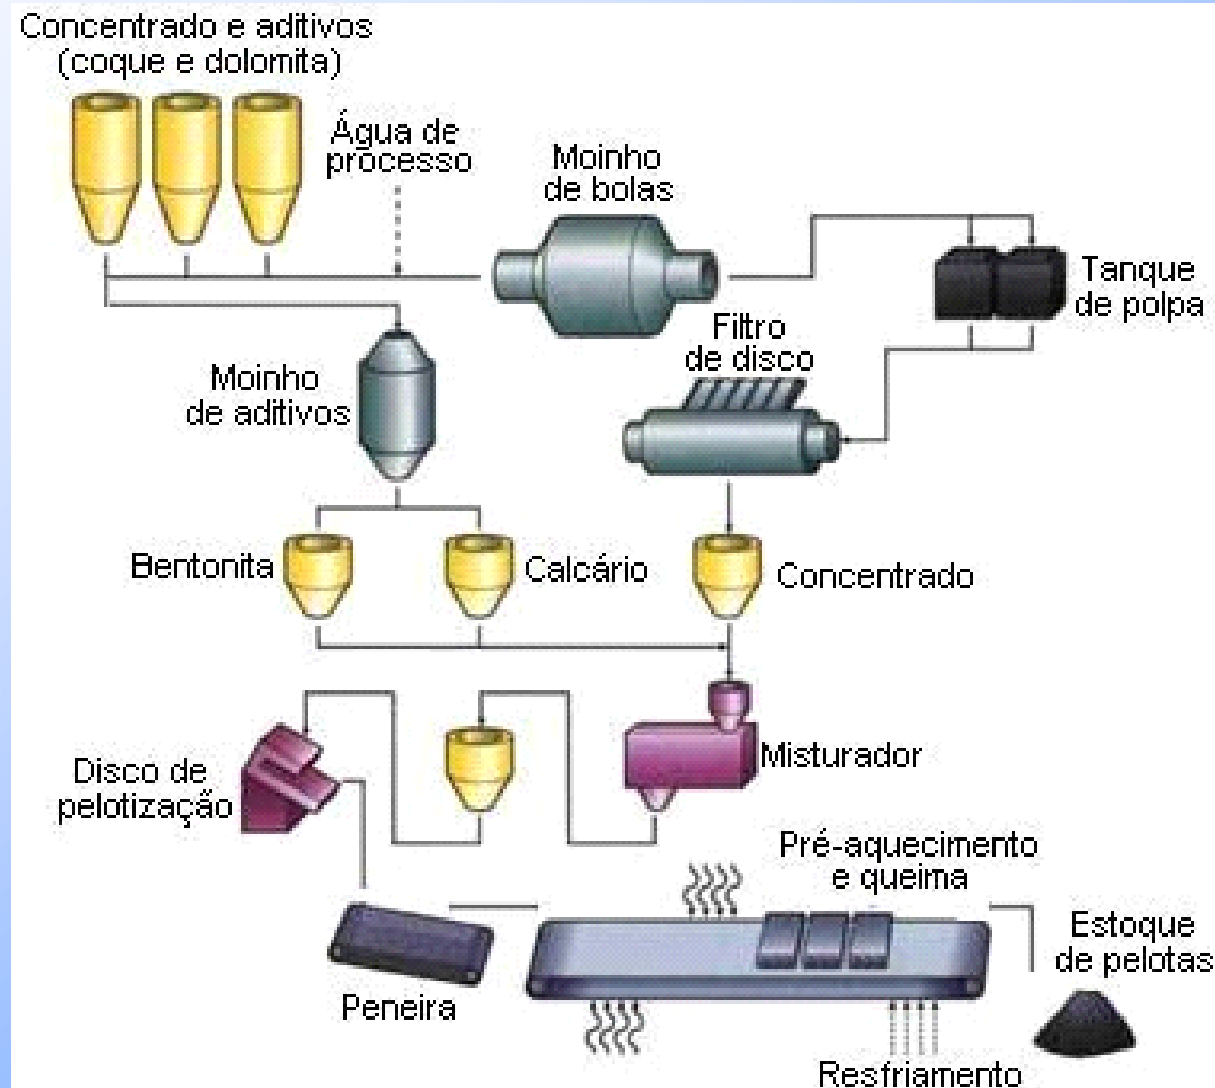 Concentrado e aditivos
(coque e dolomita)
Água de
processo
Moinho
de bolas
Tanque
de polpa
Filtro
de disco
Moinho
de aditivos
Bentonita
Calcário
Concentrado
Misturador
Disco de
pelotização
Pré-aquecimento
e queima
Estoque
de pelotas
Peneira
Resfriamento